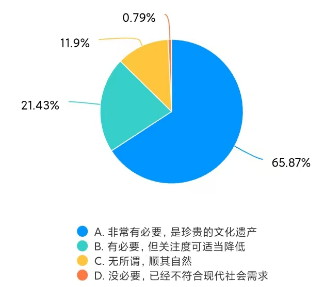 0.79%
11.9%
21.43%
65.87%
A. 非常有必要，是珍贵的文化遗产
B. 有必要，但关注度可适当降低
C. 无所谓，顺其自然
D. 没必要，已经不符合现代社会需求